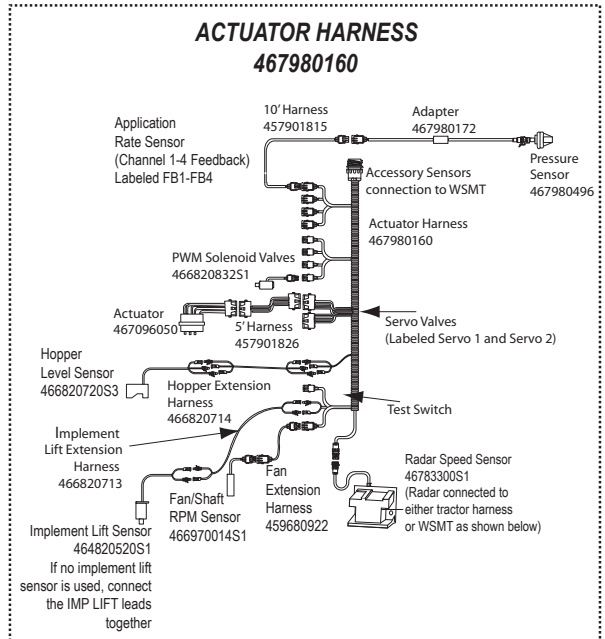 ACTUATOR HARNESS
467980160
10' Harness
457901815
Adapter
467980172
Application
Rate Sensor
(Channel 1-4 Feedback)
Labeled FB1-FB4
Pressure
Sensor
467980496
Accessory Sensors
connection to WSMT
Actuator Harness
467980160
PWM Solenoid Valves
466820832S1
Actuator
467096050
5' Harness
457901826
Servo Valves
(Labeled Servo 1 and Servo 2)
Hopper
Level Sensor
466820720S3
Hopper Extension
Harness
466820714
Test Switch
Implement
Lift Extension
Harness
466820713
Fan/Shaft
RPM Sensor
466970014S1
Fan
Extension
Harness
459680922
Radar Speed Sensor
46783300S1
(Radar connected to
either tractor harness
or WSMT as shown below)
Implement Lift Sensor
464820520S1
If no implement lift
sensor is used, connect
the IMP LIFT leads
together